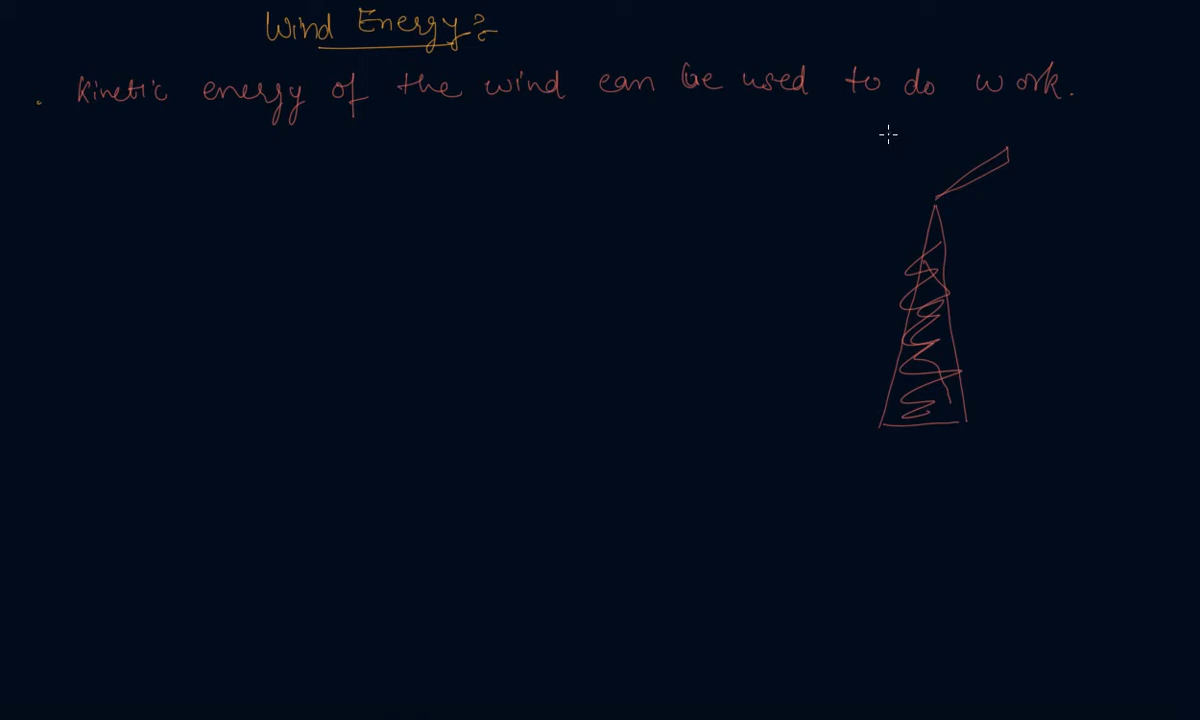 Wind Energy:-
. Kinetic energy of the wind can be used to do work.